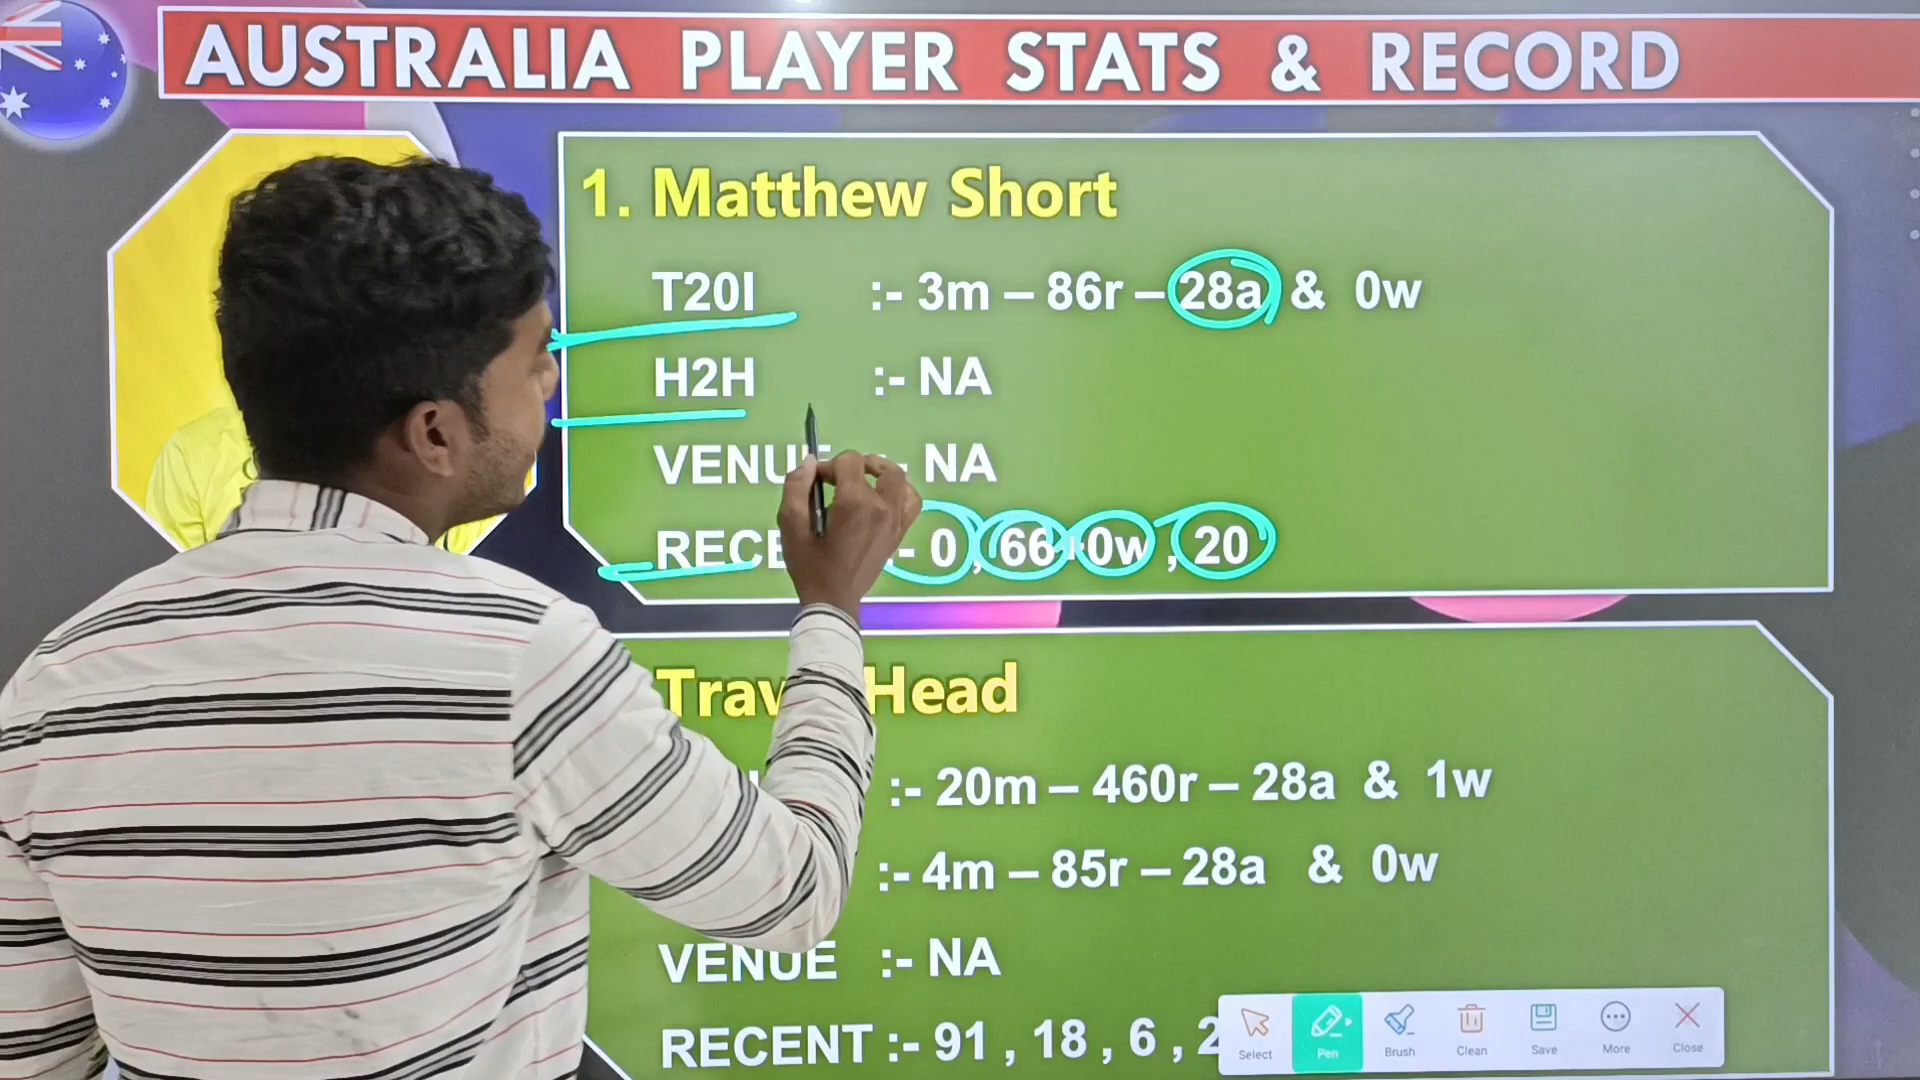 AUSTRALIA PLAYER STATS & RECORD
1. Matthew Short
T20I :- 3m – 86r – 28a & 0w
H2H :- NA
VENUE :- NA
:- 0 , 66+0w , 20
Head
:- 20m – 460r – 28a & 1w
:- 4m – 85r – 28a & 0w
VENUE :- NA
RECENT :- 91 , 18 , 6 ,
Select Pen Brush Clean Save More Close